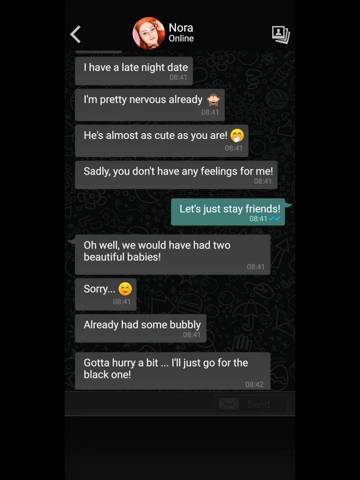 Nora
Online
08:41
I have a late night date
08:41
I'm pretty nervous already 🙈
08:41
He's almost as cute as you are! 🤭
08:41
Sadly, you don't have any feelings for me!
08:41
Let's just stay friends!
08:41
Oh well, we would have had two
beautiful babies!
08:41
Sorry... 😊
08:41
Already had some bubbly
08:41
Gotta hurry a bit ... I'll just go for the
black one!
08:42
Send